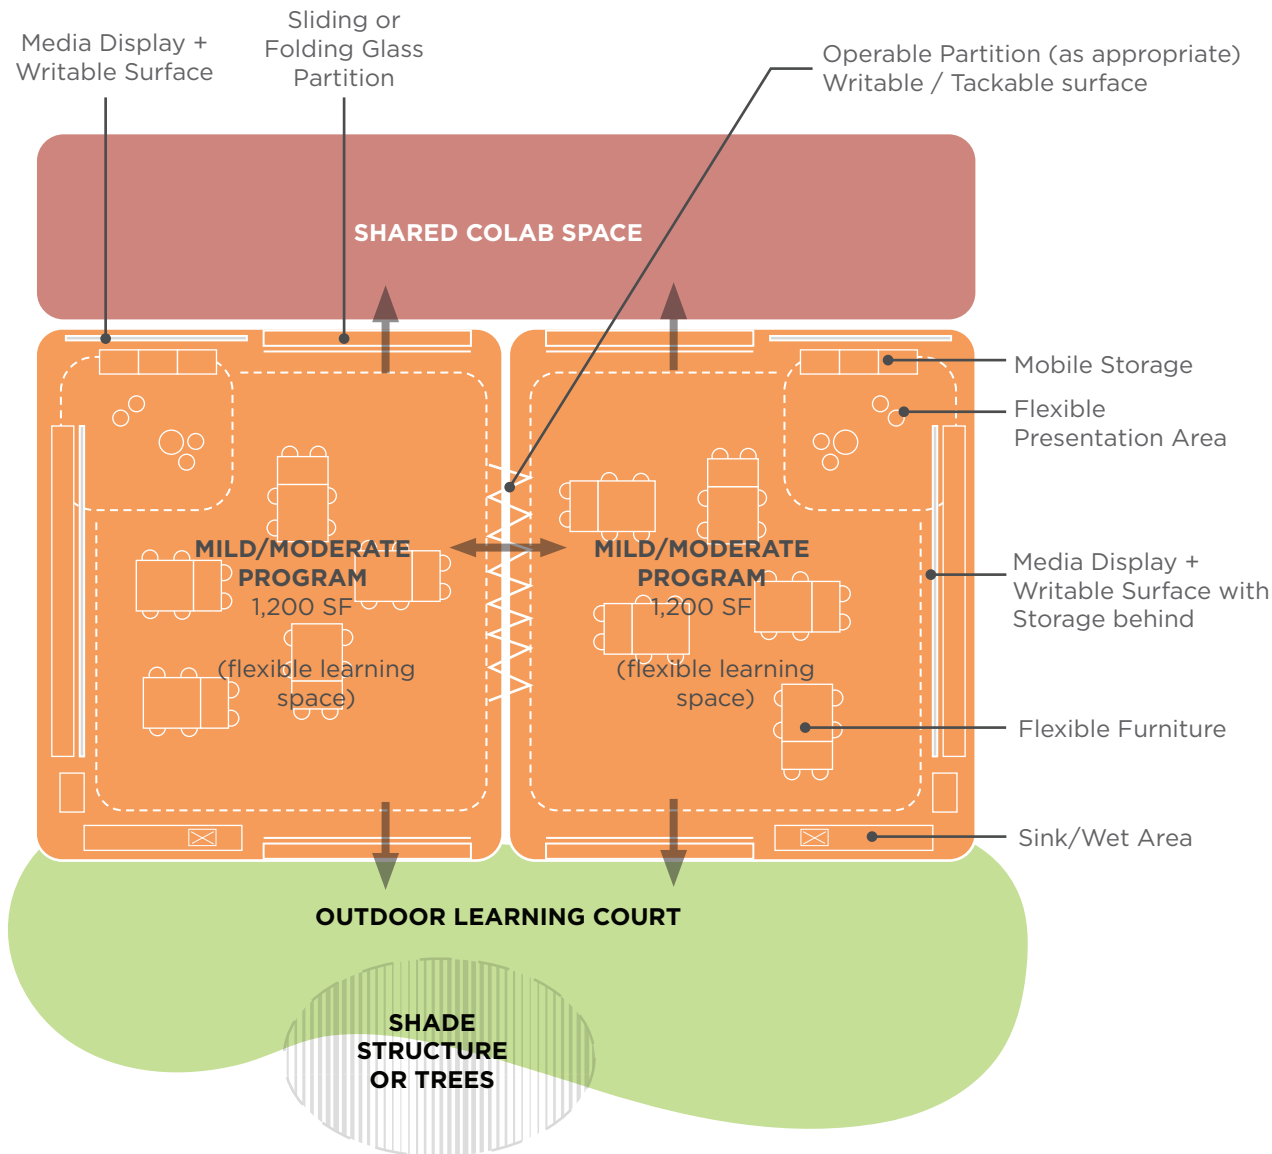 Media Display +
Writable Surface
Sliding or
Folding Glass
Partition
Operable Partition (as appropriate)
Writable / Tackable surface
SHARED COLAB SPACE
Mobile Storage
Flexible
Presentation Area
MILD/MODERATE
PROGRAM
1,200 SF
(flexible learning
space)
MILD/MODERATE
PROGRAM
1,200 SF
(flexible learning
space)
Media Display +
Writable Surface with
Storage behind
Flexible Furniture
Sink/Wet Area
OUTDOOR LEARNING COURT
SHADE
STRUCTURE
OR TREES